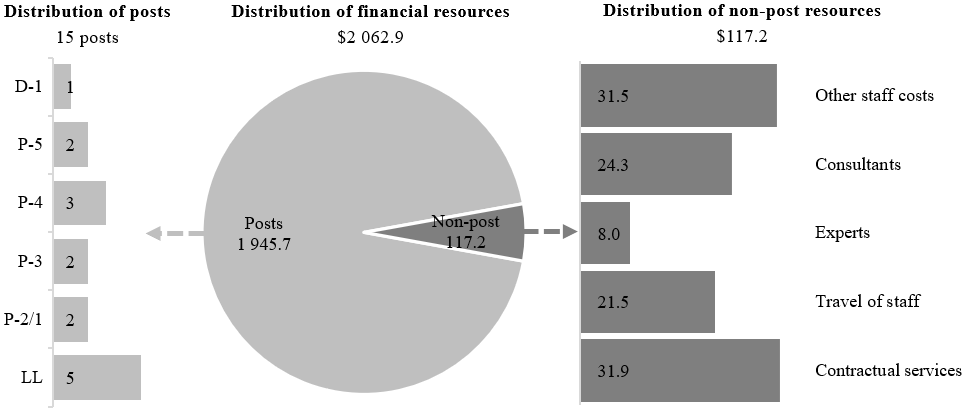 Distribution of posts
15 posts
D-1
1
P-5
2
P-4
3
P-3
2
P-2/1
2
LL
5
Distribution of financial resources
$2 062.9
Posts
1 945.7
Non-post
117.2
Distribution of non-post resources
$117.2
31.5
Other staff costs
24.3
Consultants
8.0
Experts
21.5
Travel of staff
31.9
Contractual services